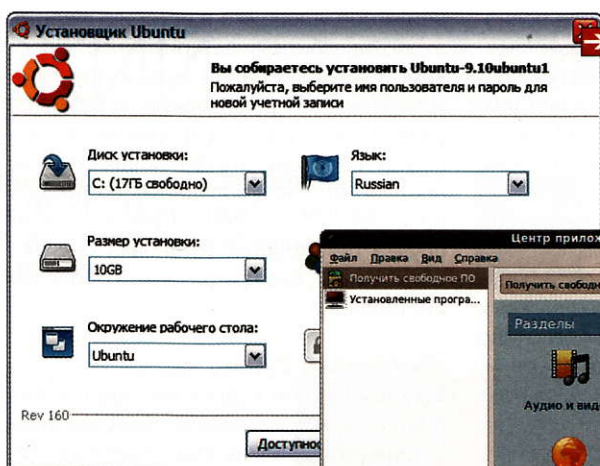 Установщик Ubuntu
Вы собираетесь установить Ubuntu-9.10ubuntu1
Пожалуйста, выберите имя пользователя и пароль для
новой учетной записи
Диск установки:
C: (17ГБ свободно)
Язык:
Russian
Размер установки:
10GB
Окружение рабочего стола:
Ubuntu
Rev 160
Доступнос
Центр прилож
Файл Правка Вид Справка
Получить свободное ПО
Установленные програ...
Получить свободн
Разделы
Аудио и вид